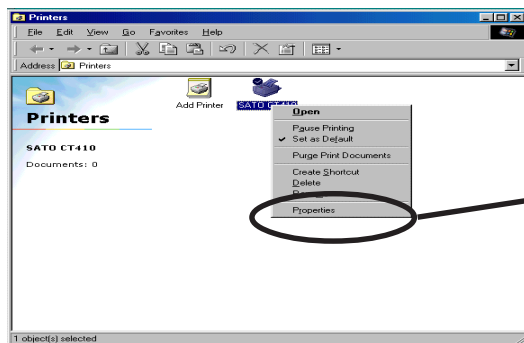 Printers
File Edit View Go Favorites Help
Address Printers
Printers
SATO CT410
Documents: 0
Add Printer
SATO CT410
Open
Pause Printing
✓ Set as Default
Purge Print Documents
Create Shortcut
Delete
Properties
1 object(s) selected